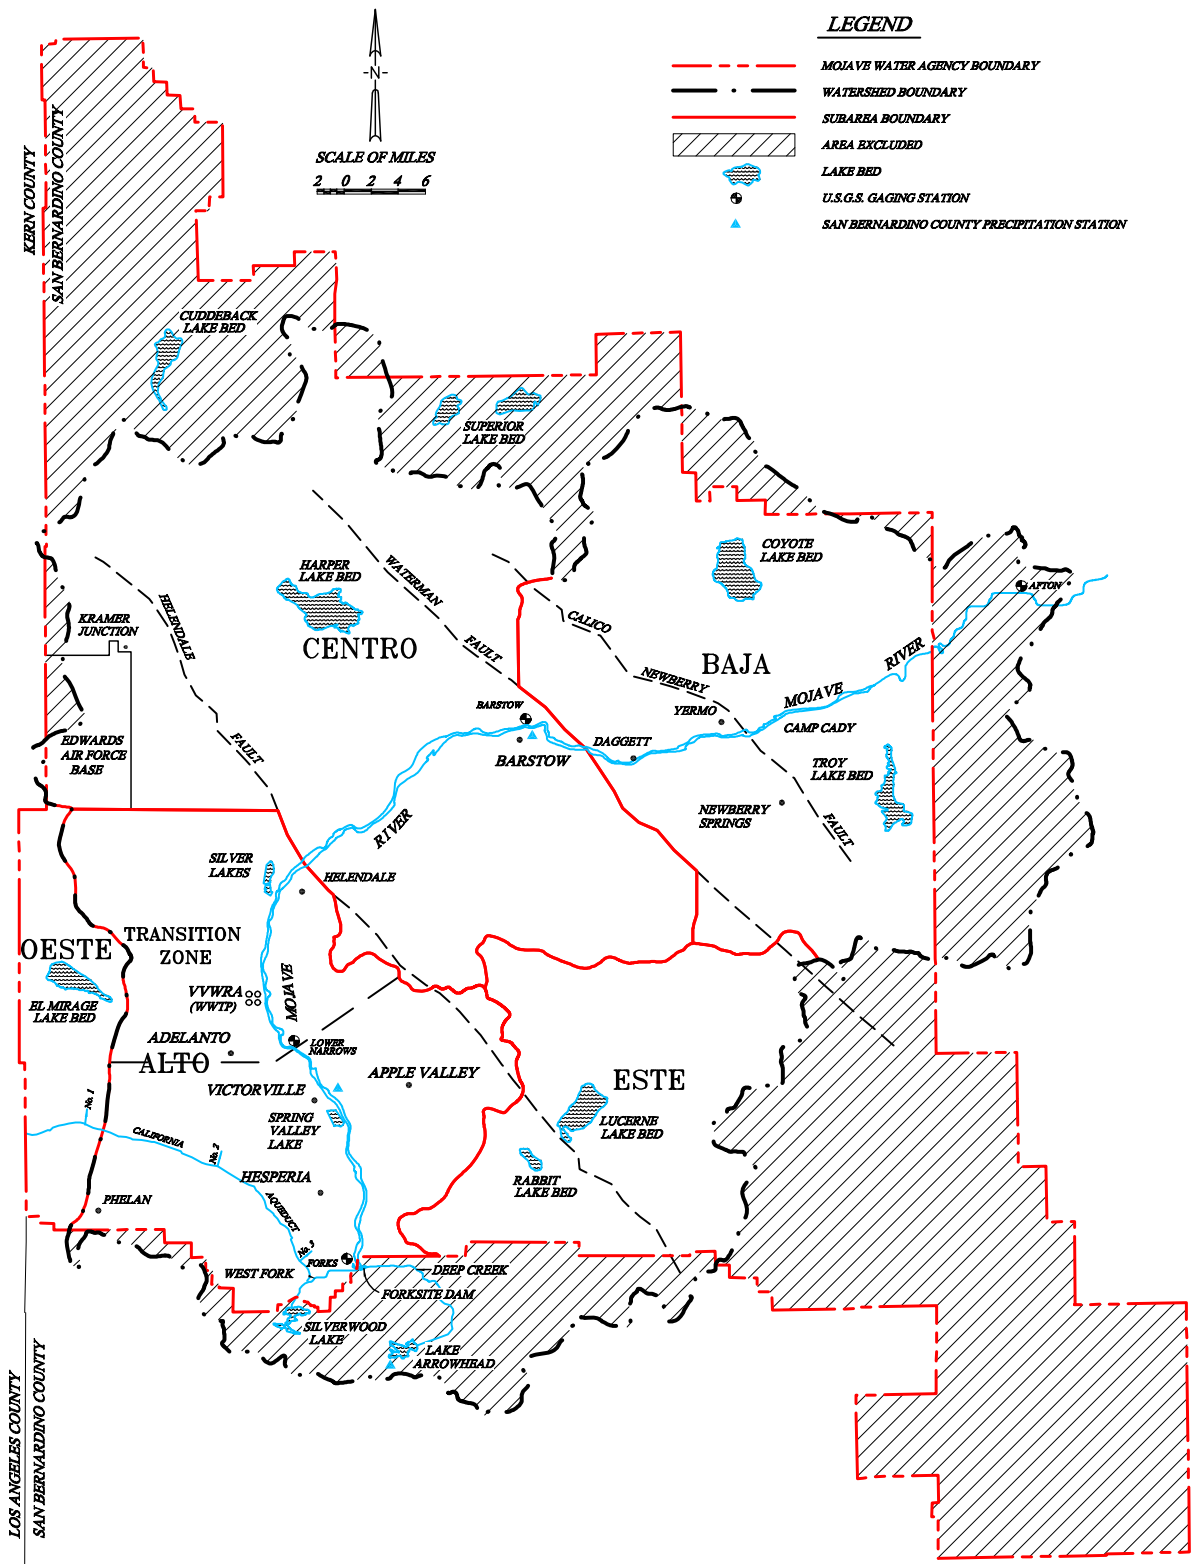 LEGEND
MOJAVE WATER AGENCY BOUNDARY
WATERSHED BOUNDARY
SUBAREA BOUNDARY
AREA EXCLUDED
LAKE BED
U.S.G.S. GAGING STATION
SAN BERNARDINO COUNTY PRECIPITATION STATION
-N-
SCALE OF MILES
2 0 2 4 6
KERN COUNTY
SAN BERNARDINO COUNTY
CUDDEBACK
LAKE BED
SUPERIOR
LAKE BED
COYOTE
LAKE BED
HARPER
LAKE BED
WATERMAN
FAULT
CENTRO
HELENDALE
FAULT
KRAMER
JUNCTION
EDWARDS
AIR FORCE
BASE
CALICO
NEWBERRY
FAULT
BAJA
AFTON
MOJAVE
RIVER
YERMO
CAMP CADY
BARSTOW
BARSTOW
DAGGETT
TROY
LAKE BED
NEWBERRY
SPRINGS
RIVER
SILVER
LAKES
HELENDALE
TRANSITION
ZONE
OESTE
EL MIRAGE
LAKE BED
VVWRA
(WWTP)
MOJAVE
ADELANTO
LOWER
NARROWS
ALTO
APPLE VALLEY
VICTORVILLE
ESTE
LUCERNE
LAKE BED
SPRING
VALLEY
LAKE
No. 1
CALIFORNIA
No. 2
AQUEDUCT
No. 3
RABBIT
LAKE BED
HESPERIA
PHELAN
WEST FORK
FORKS
DEEP CREEK
FORKSITE DAM
SILVERWOOD
LAKE
LAKE
ARROWHEAD
LOS ANGELES COUNTY
SAN BERNARDINO COUNTY